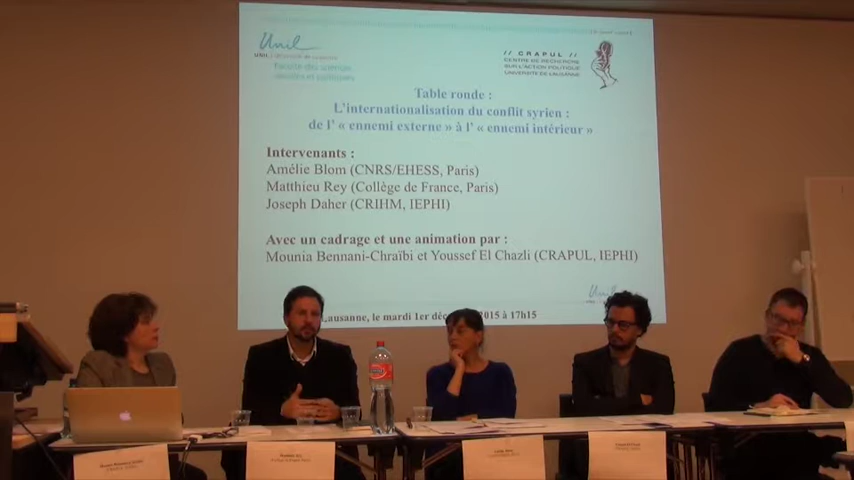 Unil
// CRAPUL //
CENTRE DE RECHERCHE
SUR L'ACTION POLITIQUE
UNIVERSITÉ DE LAUSANNE
Table ronde :
L'internationalisation du conflit syrien :
de l' « ennemi externe » à l' « ennemi intérieur »
Intervenants :
Amélie Blom (CNRS/EHESS, Paris)
Matthieu Rey (Collège de France, Paris)
Joseph Daher (CRIHM, IEPHI)
Avec un cadrage et une animation par :
Mounia Bennani-Chraïbi et Youssef El Chazli (CRAPUL, IEPHI)
Unil
Lausanne, le mardi 1er 2015 à 17h15